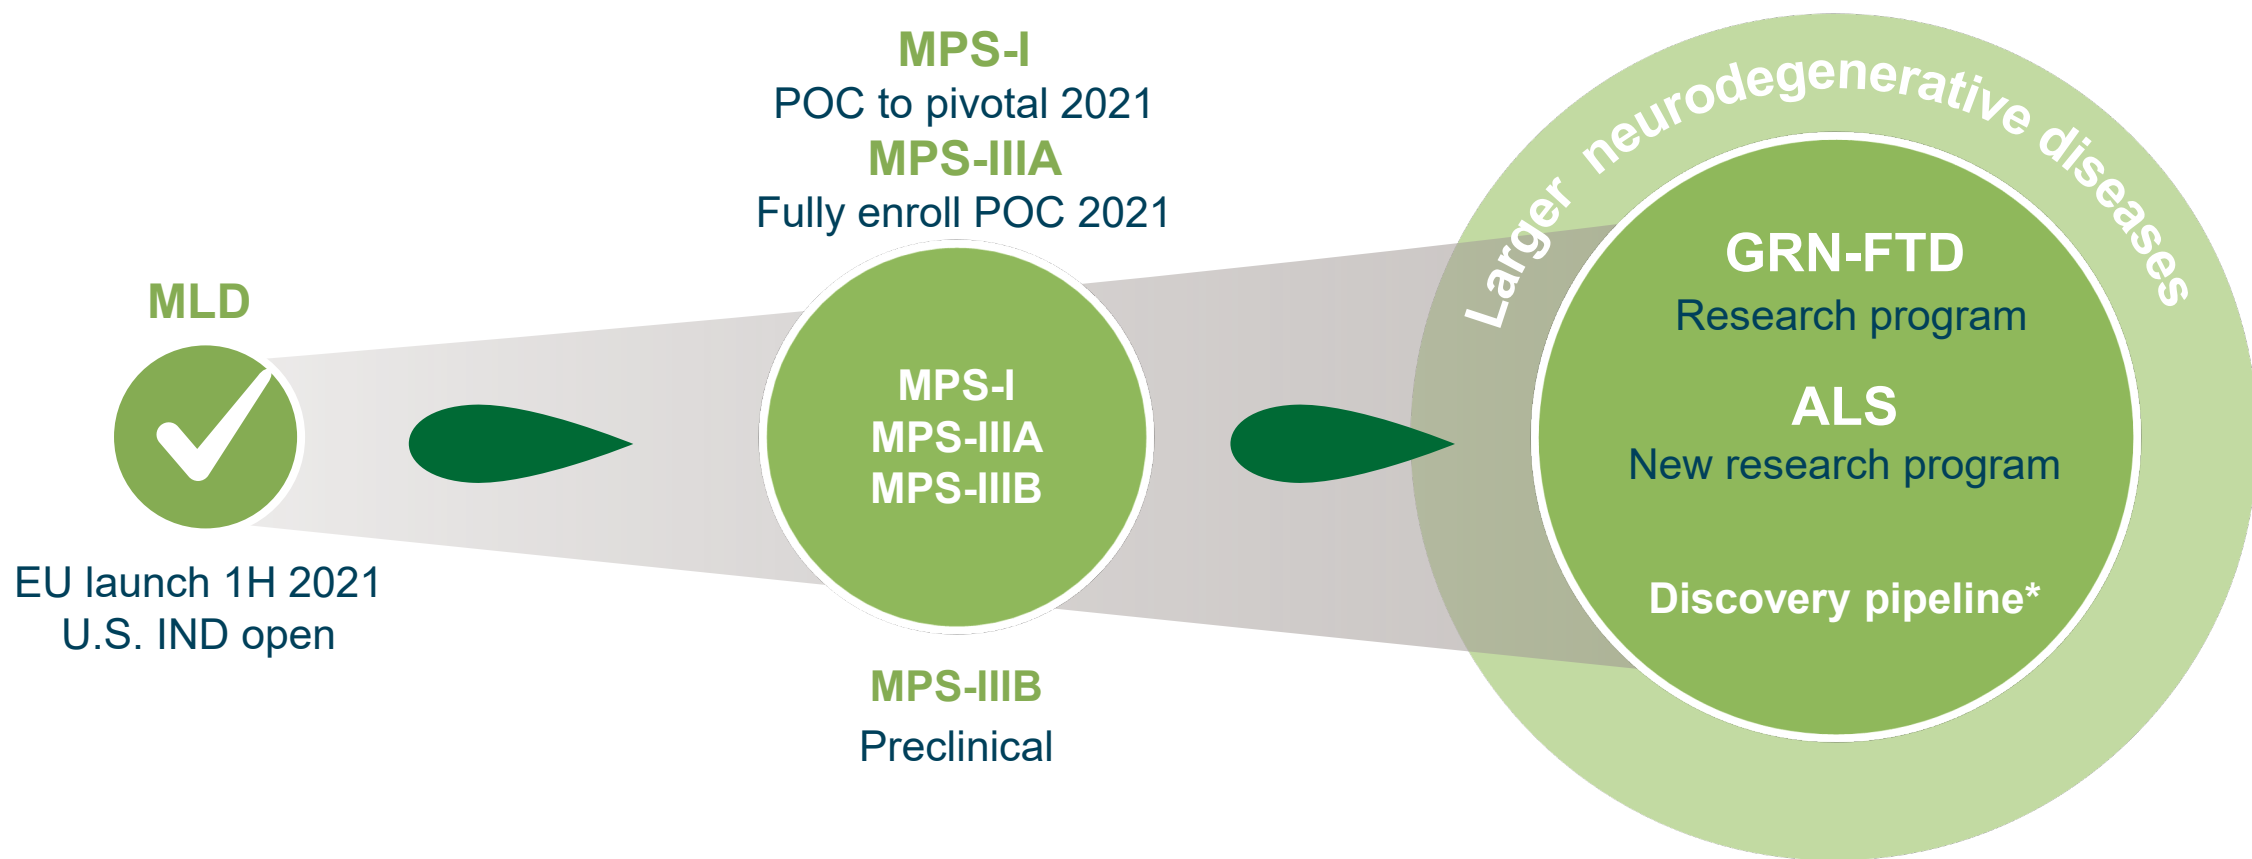 MLD
EU launch 1H 2021
U.S. IND open
MPS-I
POC to pivotal 2021
MPS-IIIA
Fully enroll POC 2021
MPS-I
MPS-IIIA
MPS-IIIB
MPS-IIIB
Preclinical
Larger neurodegenerative diseases
GRN-FTD
Research program
ALS
New research program
Discovery pipeline*